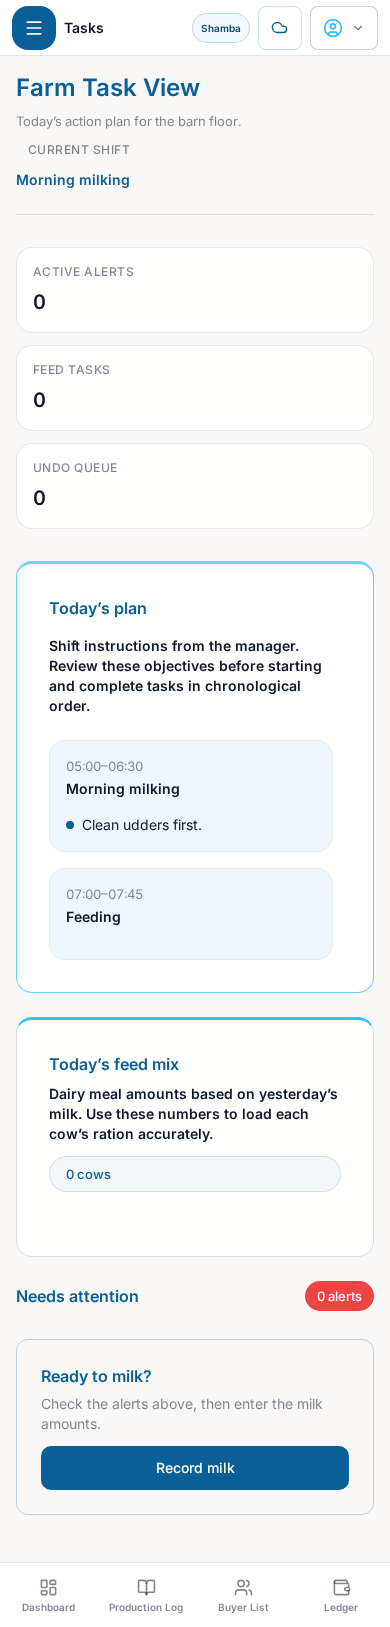 Tasks
Shamba
Farm Task View
Today’s action plan for the barn floor.
CURRENT SHIFT
Morning milking
ACTIVE ALERTS
0
FEED TASKS
0
UNDO QUEUE
0
Today’s plan
Shift instructions from the manager.
Review these objectives before starting
and complete tasks in chronological
order.
05:00–06:30
Morning milking
Clean udders first.
07:00–07:45
Feeding
Today’s feed mix
Dairy meal amounts based on yesterday’s
milk. Use these numbers to load each
cow’s ration accurately.
0 cows
Needs attention
0 alerts
Ready to milk?
Check the alerts above, then enter the milk
amounts.
Record milk
Dashboard
Production Log
Buyer List
Ledger